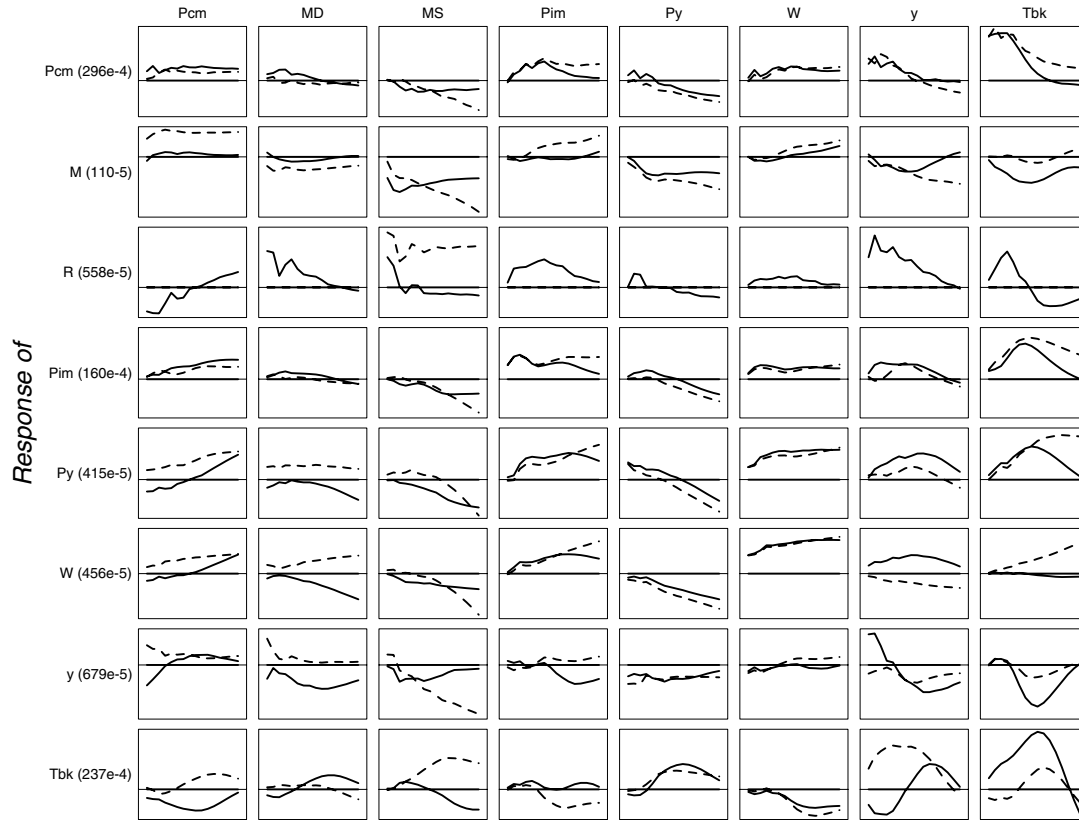 Pcm MD MS Pim Py W y Tbk
Response of
Pcm (296e-4)
M (110-5)
R (558e-5)
Pim (160e-4)
Py (415e-5)
W (456e-5)
y (679e-5)
Tbk (237e-4)